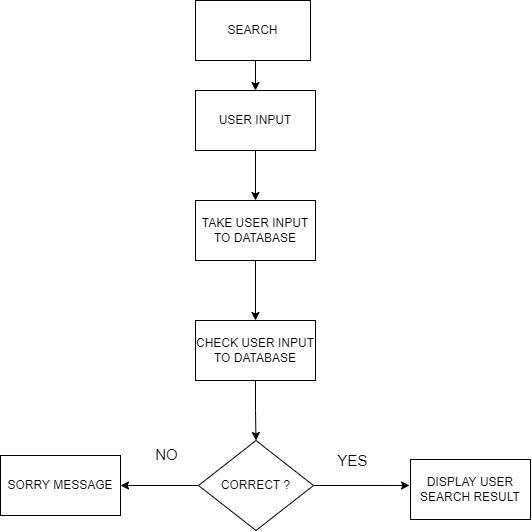 SEARCH
USER INPUT
TAKE USER INPUT
TO DATABASE
CHECK USER INPUT
TO DATABASE
NO
YES
SORRY MESSAGE
CORRECT ?
DISPLAY USER
SEARCH RESULT